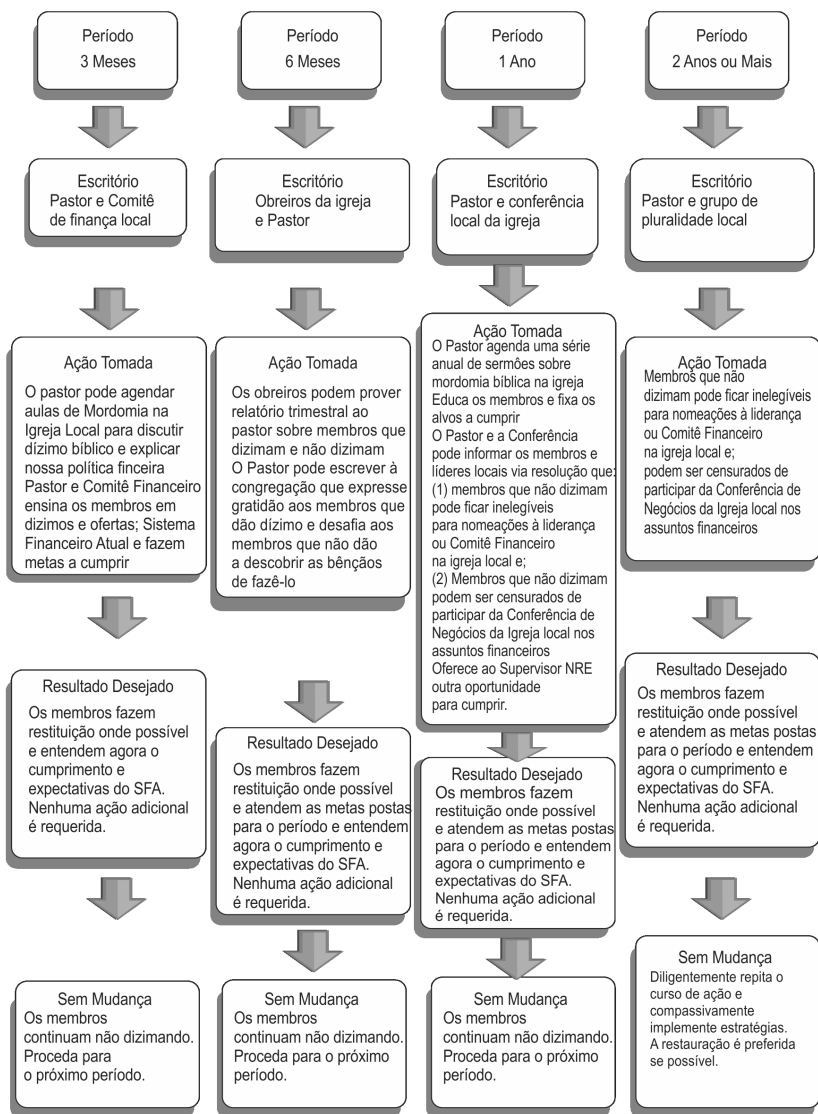 Período
3 Meses
Escritório
Pastor e Comitê
de finança local
Ação Tomada
O pastor pode agendar
aulas de Mordomia na
Igreja Local para discutir
dízimo bíblico e explicar
nossa política finceira
Pastor e Comitê Financeiro
ensina os membros em
dizimos e ofertas; Sistema
Financeiro Atual e fazem
metas a cumprir
Resultado Desejado
Os membros fazem
restituição onde possível
e entendem agora o
cumprimento e
expectativas do SFA.
Nenhuma ação adicional
é requerida.
Sem Mudança
Os membros
continuam não dizimando.
Proceda para
o próximo período.
Período
6 Meses
Escritório
Obreiros da igreja
e Pastor
Ação Tomada
Os obreiros podem prover
relatório trimestral ao
pastor sobre membros que
dizimam e não dizimam
O Pastor pode escrever à
congregação que expresse
gratidão aos membros que
dão dízimo e desafia aos
membros que não dão
a descobrir as bênçãos
de fazê-lo
Resultado Desejado
Os membros fazem
restituição onde possível
e atendem as metas postas
para o período e entendem
agora o cumprimento e
expectativas do SFA.
Nenhuma ação adicional
é requerida.
Sem Mudança
Os membros
continuam não dizimando.
Proceda para o próximo
período.
Período
1 Ano
Escritório
Pastor e conferência
local da igreja
Ação Tomada
O Pastor agenda uma série
anual de sermôes sobre
mordomia bíblica na igreja
Educa os membros e fixa os
alvos a cumprir
O Pastor e a Conferência
pode informar os membros e
líderes locais via resolução que:
(1) membros que não dizimam
pode ficar inelegíveis
para nomeações à liderança
ou Comitê Financeiro
na igreja local e;
(2) Membros que não dizimam
podem ser censurados de
participar da Conferência de
Negócios da Igreja local nos
assuntos financeiros
Oferece ao Supervisor NRE
outra oportunidade
para cumprir.
Resultado Desejado
Os membros fazem
restituição onde possível
e atendem as metas postas
para o período e entendem
agora o cumprimento e
expectativas do SFA.
Nenhuma ação adicional
é requerida.
Sem Mudança
Os membros
continuam não dizimando.
Proceda para o próximo
período.
Período
2 Anos ou Mais
Escritório
Pastor e grupo de
pluralidade local
Ação Tomada
Membros que não
dizimam pode ficar inelegíveis
para nomeações à liderança
ou Comitê Financeiro
na igreja local e;
podem ser censurados de
participar da Conferência de
Negócios da Igreja local nos
assuntos financeiros
Resultado Desejado
Os membros fazem
restituição onde possível
e atendem as metas postas
para o período e entendem
agora o cumprimento e
expectativas do SFA.
Nenhuma ação adicional
é requerida.
Sem Mudança
Diligentemente repita o
curso de ação e
compassivamente
implemente estratégias.
A restauração é preferida
se possível.